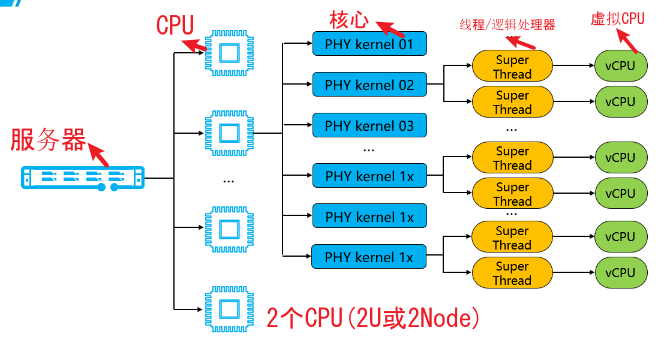 CPU
核心
线程/逻辑处理器
虚拟CPU
服务器
PHY kernel 01
PHY kernel 02
PHY kernel 03
...
PHY kernel 1x
PHY kernel 1x
PHY kernel 1x
Super
Thread
Super
Thread
...
Super
Thread
Super
Thread
...
Super
Thread
Super
Thread
vCPU
vCPU
vCPU
vCPU
vCPU
vCPU
...
2个CPU(2U或2Node)